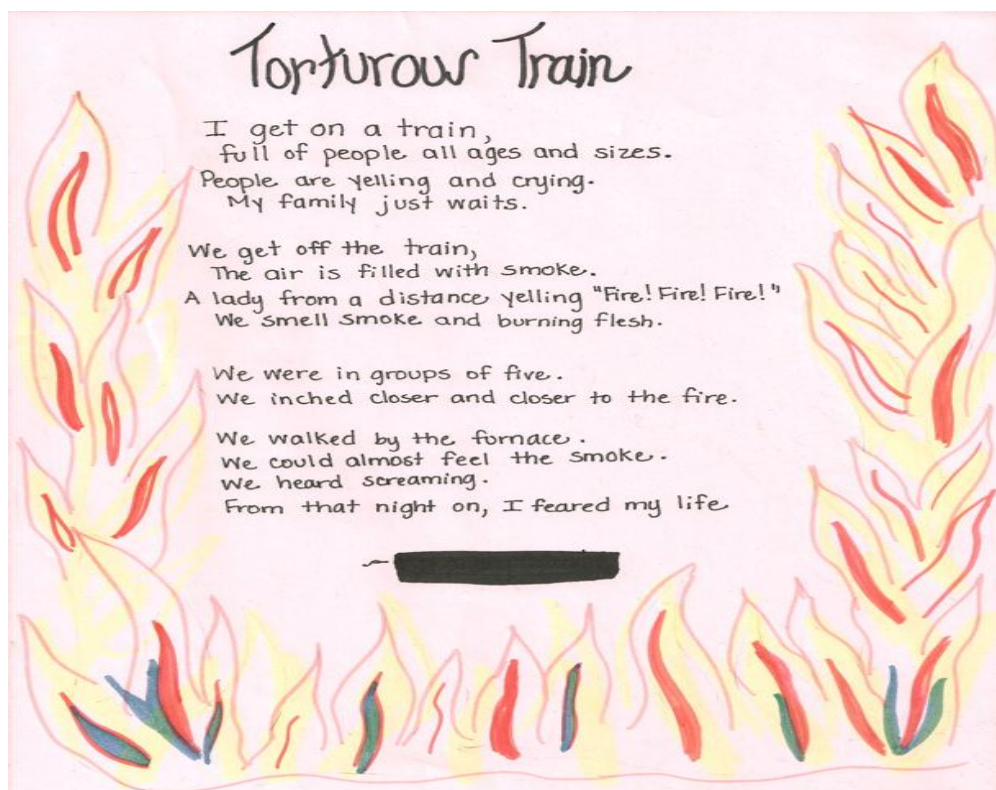 Torturous Train
I get on a train,
full of people all ages and sizes.
People are yelling and crying.
My family just waits.
We get off the train,
The air is filled with smoke.
A lady from a distance yelling "Fire! Fire! Fire!"
We smell smoke and burning flesh.
We were in groups of five.
We inched closer and closer to the fire.
We walked by the furnace.
We could almost feel the smoke.
We heard screaming.
From that night on, I feared my life